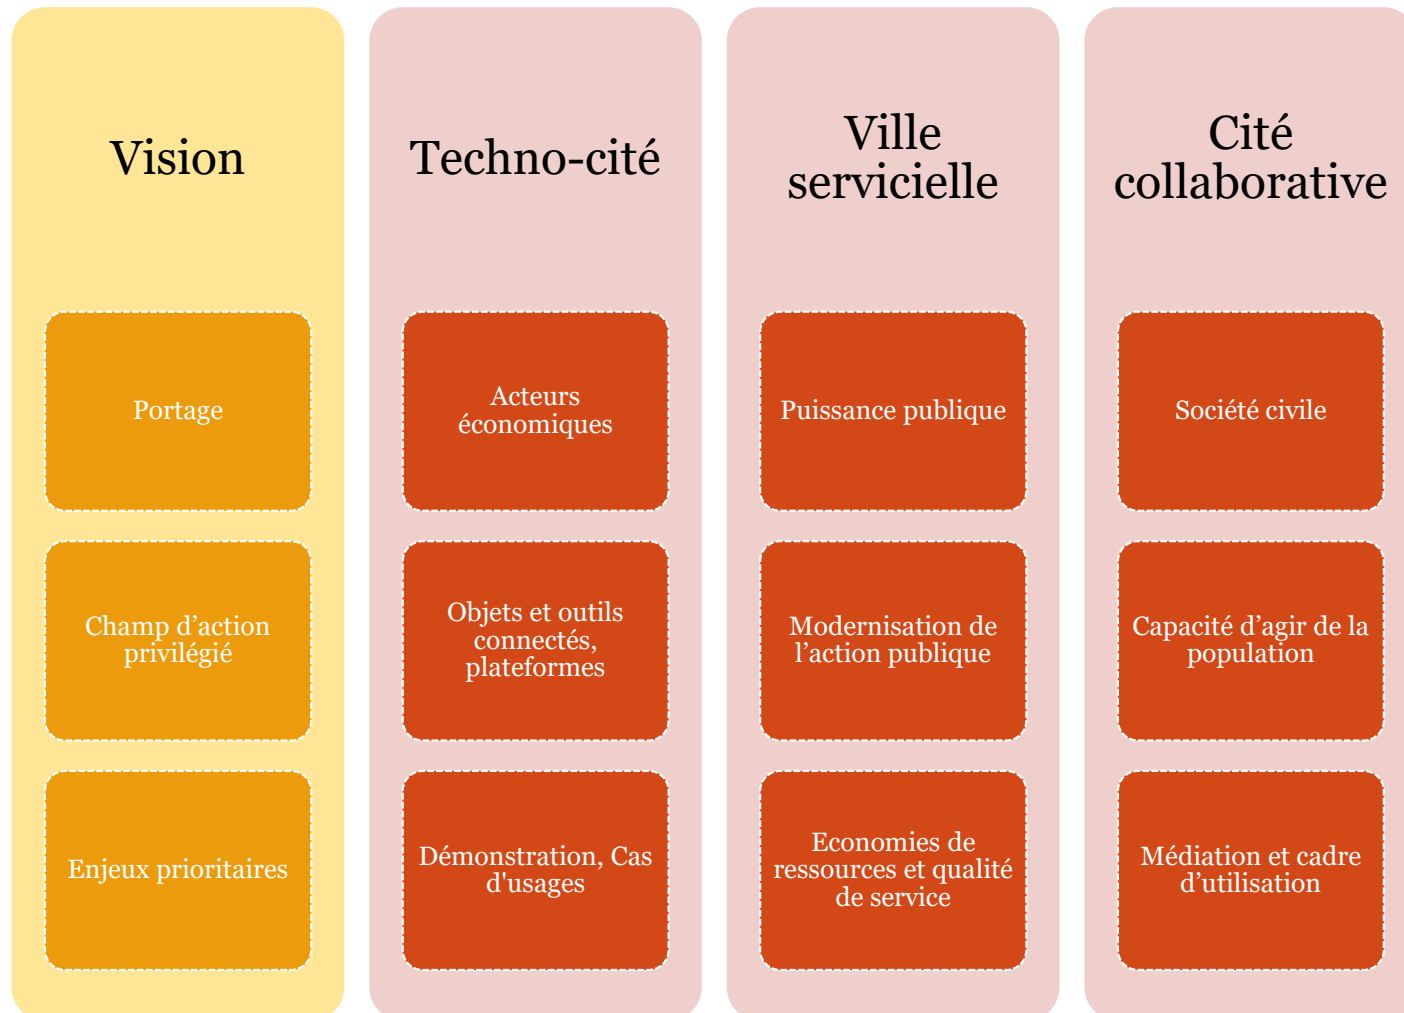 Vision
Portage
Champ d’action
privilégié
Enjeux prioritaires
Techno-cité
Acteurs
économiques
Objets et outils
connectés,
plateformes
Démonstration, Cas
d'usages
Ville
servicielle
Puissance publique
Modernisation de
l’action publique
Economies de
ressources et qualité
de service
Cité
collaborative
Société civile
Capacité d’agir de la
population
Médiation et cadre
d’utilisation